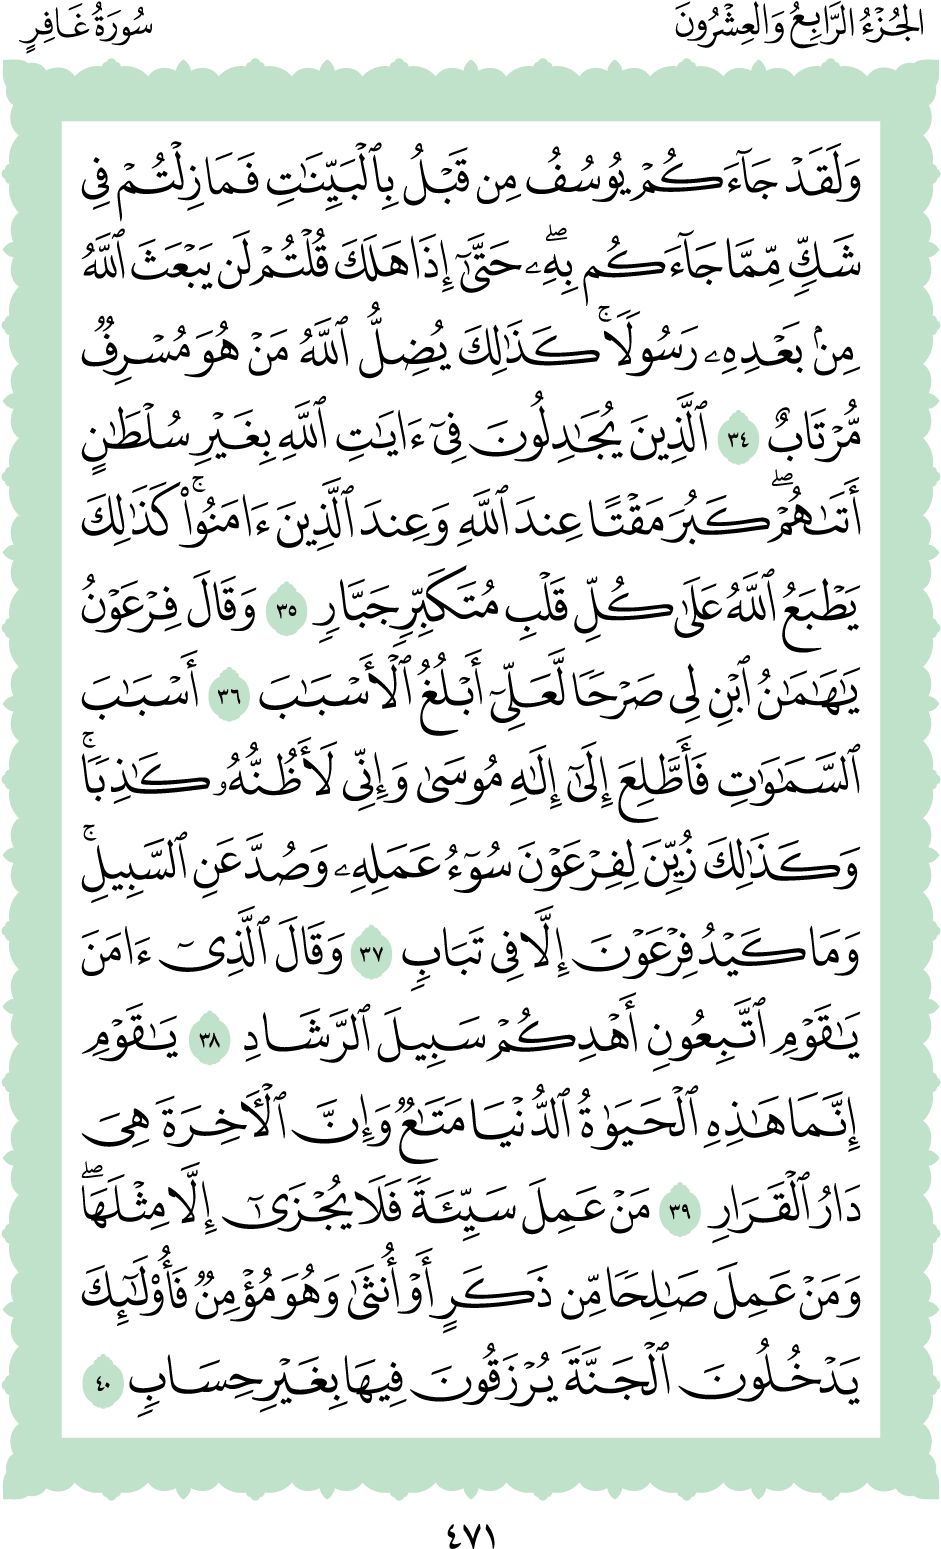 الجُزْءُ الرَّابِعُ وَالعِشْرُونَ
سُورَةُ غَافِرٍ
وَلَقَدۡ جَآءَكُمۡ يُوسُفُ مِن قَبۡلُ بِٱلۡبَيِّنَٰتِ فَمَا زِلۡتُمۡ فِي
شَكّٖ مِّمَّا جَآءَكُم بِهِۦۖ حَتَّىٰٓ إِذَا هَلَكَ قُلۡتُمۡ لَن يَبۡعَثَ ٱللَّهُ
مِنۢ بَعۡدِهِۦ رَسُولٗاۚ كَذَٰلِكَ يُضِلُّ ٱللَّهُ مَنۡ هُوَ مُسۡرِفٞ
مُّرۡتَابٌ ٣٤ ٱلَّذِينَ يُجَٰدِلُونَ فِيٓ ءَايَٰتِ ٱللَّهِ بِغَيۡرِ سُلۡطَٰنٍ
أَتَىٰهُمۡۖ كَبُرَ مَقۡتًا عِندَ ٱللَّهِ وَعِندَ ٱلَّذِينَ ءَامَنُواْۚ كَذَٰلِكَ
يَطۡبَعُ ٱللَّهُ عَلَىٰ كُلِّ قَلۡبِ مُتَكَبِّرٖ جَبَّارٖ ٣٥ وَقَالَ فِرۡعَوۡنُ
يَٰهَٰمَٰنُ ٱبۡنِ لِي صَرۡحٗا لَّعَلِّيٓ أَبۡلُغُ ٱلۡأَسۡبَٰبَ ٣٦ أَسۡبَٰبَ
ٱلسَّمَٰوَٰتِ فَأَطَّلِعَ إِلَىٰٓ إِلَٰهِ مُوسَىٰ وَإِنِّي لَأَظُنُّهُۥ كَٰذِبٗاۚ
وَكَذَٰلِكَ زُيِّنَ لِفِرۡعَوۡنَ سُوٓءُ عَمَلِهِۦ وَصُدَّ عَنِ ٱلسَّبِيلِۚ
وَمَا كَيۡدُ فِرۡعَوۡنَ إِلَّا فِي تَبَابٖ ٣٧ وَقَالَ ٱلَّذِيٓ ءَامَنَ
يَٰقَوۡمِ ٱتَّبِعُونِ أَهۡدِكُمۡ سَبِيلَ ٱلرَّشَادِ ٣٨ يَٰقَوۡمِ
إِنَّمَا هَٰذِهِ ٱلۡحَيَوٰةُ ٱلدُّنۡيَا مَتَٰعٞ وَإِنَّ ٱلۡأٓخِرَةَ هِيَ
دَارُ ٱلۡقَرَارِ ٣٩ مَنۡ عَمِلَ سَيِّئَةٗ فَلَا يُجۡزَىٰٓ إِلَّا مِثۡلَهَاۖ
وَمَنۡ عَمِلَ صَٰلِحٗا مِّن ذَكَرٍ أَوۡ أُنثَىٰ وَهُوَ مُؤۡمِنٞ فَأُوْلَٰٓئِكَ
يَدۡخُلُونَ ٱلۡجَنَّةَ يُرۡزَقُونَ فِيهَا بِغَيۡرِ حِسَابٖ ٤٠
٤٧١